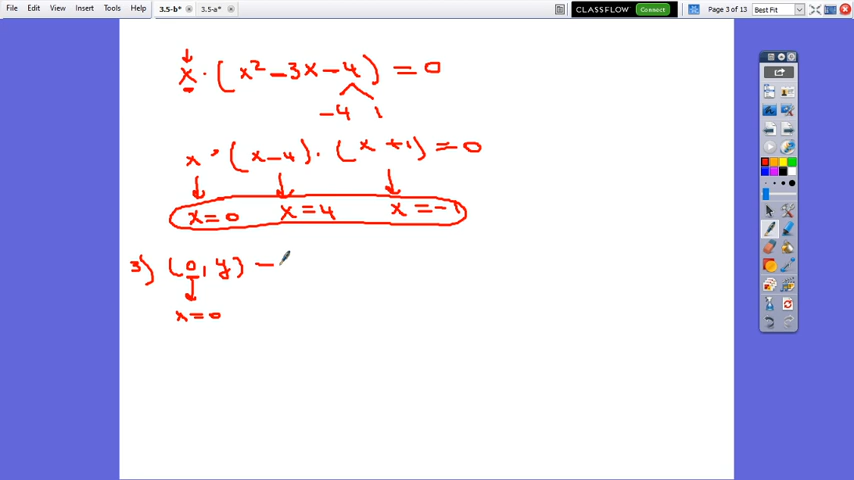 File Edit View Insert Tools Help 3.5-b* 3.5-a* CLASSFLOW Connect Page 3 of 13 Best Fit
x · (x² - 3x - 4) = 0
-4 1
x · (x - 4) · (x + 1) = 0
x = 0 x = 4 x = -1
3) (0, y) -
x = 0